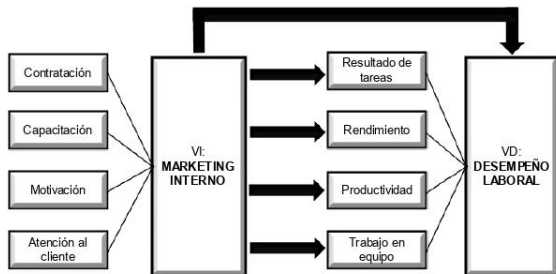 Contratación
Capacitación
Motivación
Atención al
cliente
VI:
MARKETING
INTERNO
Resultado de
tareas
Rendimiento
Productividad
Trabajo en
equipo
VD:
DESEMPEÑO
LABORAL